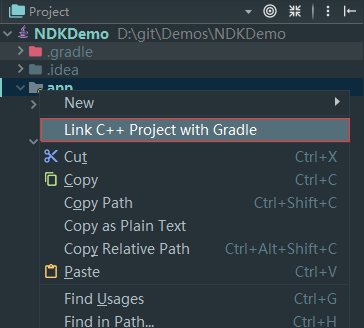 Project
NDKDemo D:\git\Demos\NDKDemo
.gradle
.idea
app
New
Link C++ Project with Gradle
Cut Ctrl+X
Copy Ctrl+C
Copy Path Ctrl+Shift+C
Copy as Plain Text
Copy Relative Path Ctrl+Alt+Shift+C
Paste Ctrl+V
Find Usages Ctrl+G
Find in Path... Ctrl+H